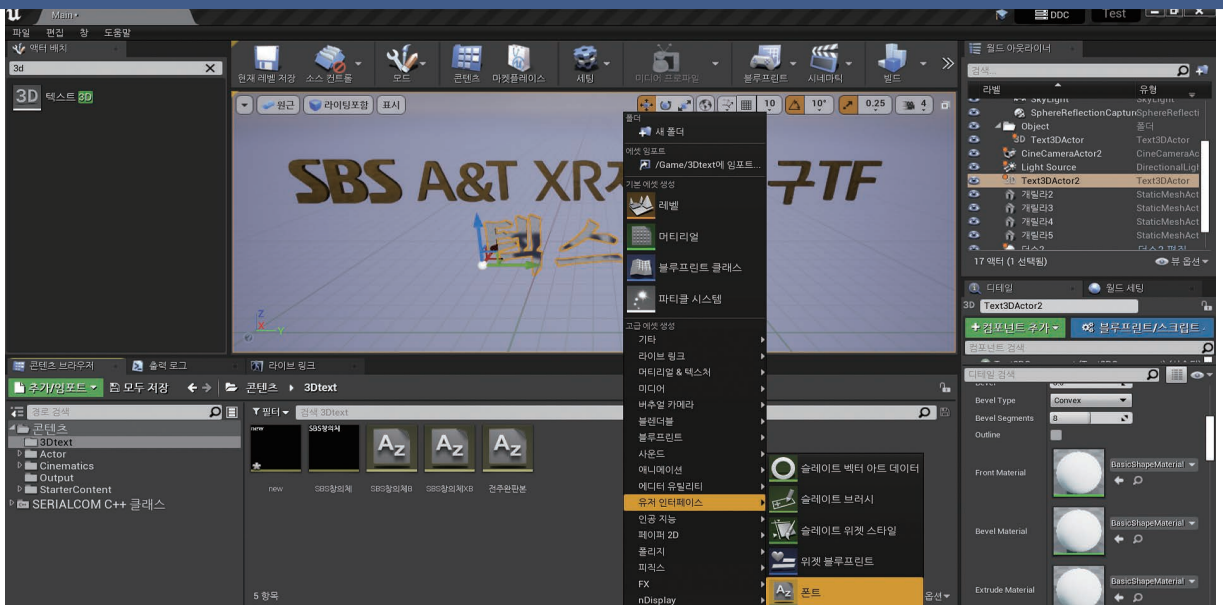 Main
DDC
Test
파일 편집 창 도움말
액터 배치
3d
3D 텍스트 3D
현재 레벨 저장 소스 컨트롤 모드 콘텐츠 마켓플레이스 세팅 미디어 프로파일 블루프린트 시네마틱 빌드
원근 라이팅포함 표시
10 10° 0.25 4
SBS A&T XR
구TF
텍스
Z
X Y
폴더
새 폴더
에셋 임포트
/Game/3Dtext에 임포트...
기본 에셋 생성
레벨
머티리얼
블루프린트 클래스
파티클 시스템
고급 에셋 생성
기타
라이브 링크
머티리얼 & 텍스처
미디어
버추얼 카메라
블렌더블
블루프린트
사운드
애니메이션
에디터 유틸리티
유저 인터페이스
인공 지능
페이퍼 2D
폴리지
피직스
FX
nDisplay
슬레이트 벡터 아트 데이터
슬레이트 브러시
슬레이트 위젯 스타일
위젯 블루프린트
폰트
월드 아웃라이너
검색...
라벨 유형
SkyLight SkyLight
SphereReflectionCaptur SphereReflecti
Object 폴더
Text3DActor Text3DActor
CineCameraActor2 CineCameraAc
Light Source DirectionalLigh
Text3DActor2 Text3DActor
개릴라2 StaticMeshAct
개릴라3 StaticMeshAct
개릴라4 StaticMeshAct
개릴라5 StaticMeshAct
17 액터 (1 선택됨) 뷰 옵션
디테일 월드 세팅
3D Text3DActor2
+컴포넌트 추가 블루프린트/스크립트
컴포넌트 검색
디테일 검색
Bevel Type Convex
Bevel Segments 8
Outline
Front Material BasicShapeMaterial
Bevel Material BasicShapeMaterial
Extrude Material BasicShapeMaterial
콘텐츠 브라우저 출력 로그 라이브 링크
추가/임포트 모두 저장 콘텐츠 3Dtext
경로 검색
필터 검색 3Dtext
콘텐츠
3Dtext
Actor
Cinematics
Output
StarterContent
SERIALCOM C++ 클래스
new SBS창의체 Az Az Az
new SBS창의체 SBS창의체B SBS창의체XB 전주완판본
5 항목
옵션